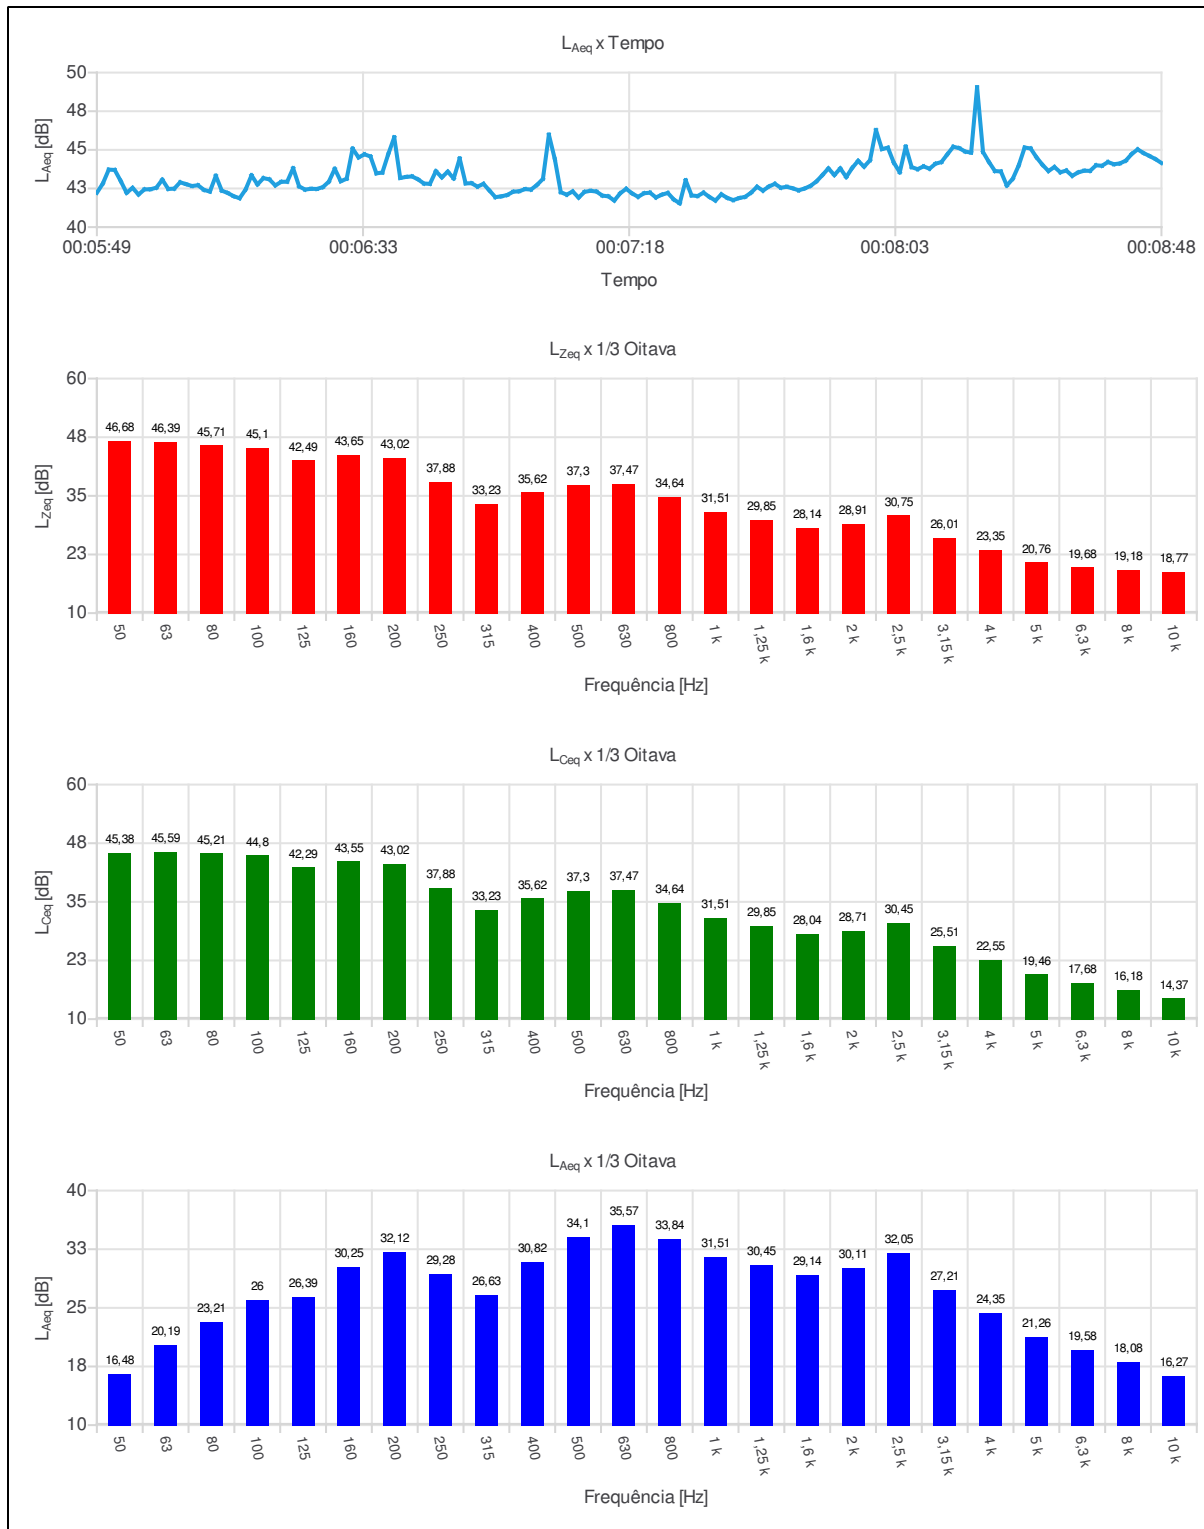 LAeq x Tempo
50
48
45
43
40
LAeq [dB]
00:05:49 00:06:33 00:07:18 00:08:03 00:08:48
Tempo
LZeq x 1/3 Oitava
60
48
35
23
10
LZeq [dB]
46,68 46,39 45,71 45,1 42,49 43,65 43,02 37,88 33,23 35,62 37,3 37,47 34,64 31,51 29,85 28,14 28,91 30,75 26,01 23,35 20,76 19,68 19,18 18,77
50 63 80 100 125 160 200 250 315 400 500 630 800 1 k 1,25 k 1,6 k 2 k 2,5 k 3,15 k 4 k 5 k 6,3 k 8 k 10 k
Frequência [Hz]
LCeq x 1/3 Oitava
60
48
35
23
10
LCeq [dB]
45,38 45,59 45,21 44,8 42,29 43,55 43,02 37,88 33,23 35,62 37,3 37,47 34,64 31,51 29,85 28,04 28,71 30,45 25,51 22,55 19,46 17,68 16,18 14,37
50 63 80 100 125 160 200 250 315 400 500 630 800 1 k 1,25 k 1,6 k 2 k 2,5 k 3,15 k 4 k 5 k 6,3 k 8 k 10 k
Frequência [Hz]
LAeq x 1/3 Oitava
40
33
25
18
10
LAeq [dB]
16,48 20,19 23,21 26 26,39 30,25 32,12 29,28 26,63 30,82 34,1 35,57 33,84 31,51 30,45 29,14 30,11 32,05 27,21 24,35 21,26 19,58 18,08 16,27
50 63 80 100 125 160 200 250 315 400 500 630 800 1 k 1,25 k 1,6 k 2 k 2,5 k 3,15 k 4 k 5 k 6,3 k 8 k 10 k
Frequência [Hz]